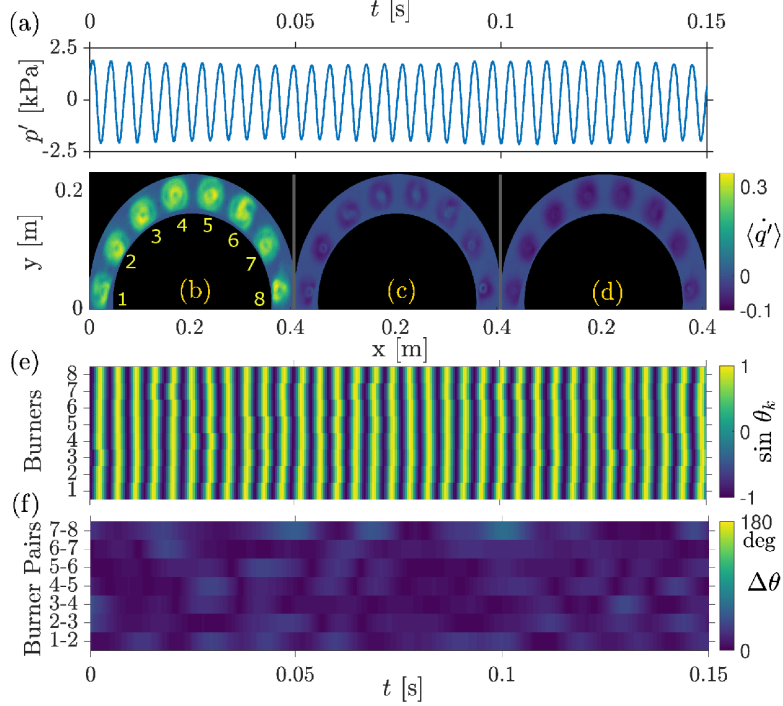 (a)
t [s]
0 0.05 0.1 0.15
2.5
0
-2.5
p′ [kPa]
0.2
0
y [m]
1 2 3 4 5 6 7 8
(b) (c) (d)
0.3
0
-0.1
⟨q̇′⟩
0 0.2 0.4 0.2 0.4 0.2 0.4
x [m]
(e)
8
7
6
5
4
3
2
1
Burners
1
0
-1
sin θk
(f)
7-8
6-7
5-6
4-5
3-4
2-3
1-2
Burner Pairs
180
deg
0
Δθ
0 0.05 0.1 0.15
t [s]